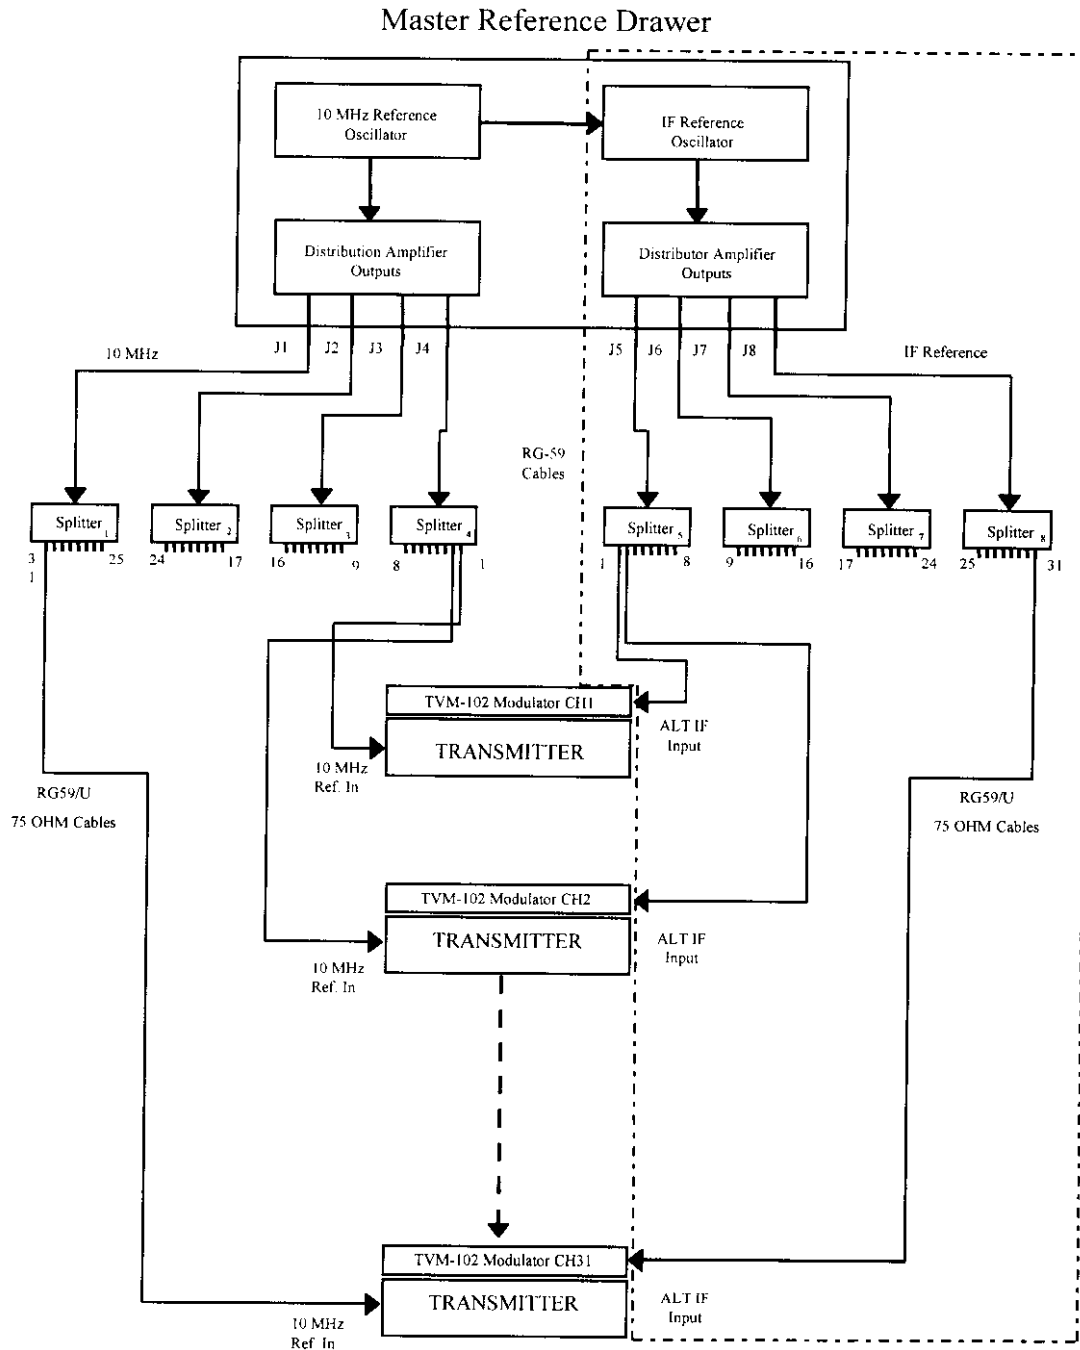 Master Reference Drawer
10 MHz Reference
Oscillator
IF Reference
Oscillator
Distribution Amplifier
Outputs
Distributor Amplifier
Outputs
J1
J2
J3
J4
J5
J6
J7
J8
10 MHz
IF Reference
RG-59
Cables
Splitter 1
Splitter 2
Splitter 3
Splitter 4
Splitter 5
Splitter 6
Splitter 7
Splitter 8
3
1
25
24
17
16
9
8
1
1
8
9
16
17
24
25
31
TVM-102 Modulator CH1
TRANSMITTER
10 MHz
Ref. In
ALT IF
Input
RG59/U
75 OHM Cables
RG59/U
75 OHM Cables
TVM-102 Modulator CH2
TRANSMITTER
10 MHz
Ref. In
ALT IF
Input
TVM-102 Modulator CH31
TRANSMITTER
10 MHz
Ref. In
ALT IF
Input